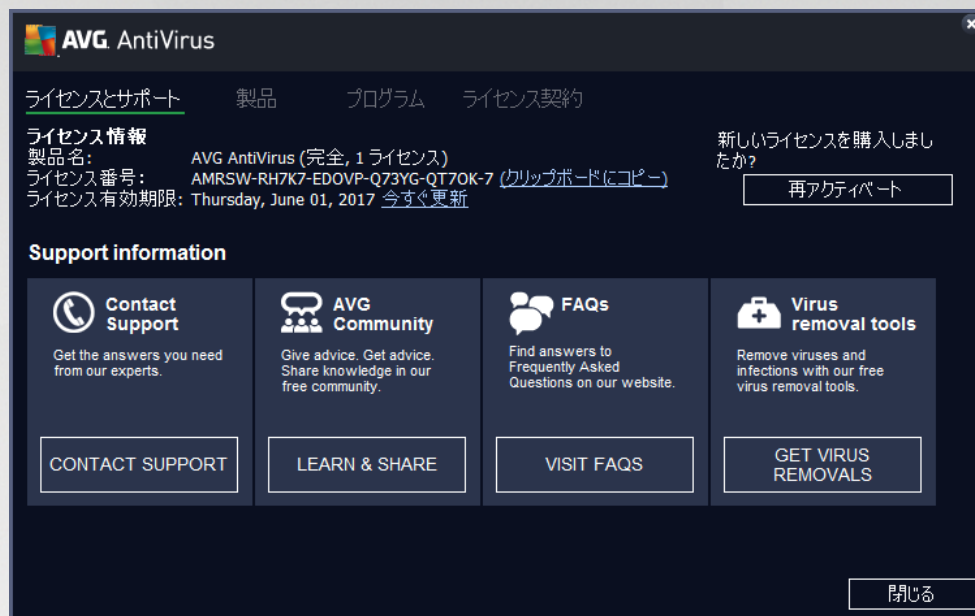 AVG. AntiVirus
ライセンスとサポート 製品 プログラム ライセンス契約
ライセンス情報
製品名: AVG AntiVirus (完全, 1 ライセンス)
ライセンス番号: AMRSW-RH7K7-EDOVP-Q73YG-QT7OK-7 (クリップボードにコピー)
ライセンス有効期限: Thursday, June 01, 2017 今すぐ更新
新しいライセンスを購入しまし
たか?
再アクティベート
Support information
Contact
Support
Get the answers you need
from our experts.
CONTACT SUPPORT
AVG
Community
Give advice. Get advice.
Share knowledge in our
free community.
LEARN & SHARE
FAQs
Find answers to
Frequently Asked
Questions on our website.
VISIT FAQS
Virus
removal tools
Remove viruses and
infections with our free
virus removal tools.
GET VIRUS
REMOVALS
閉じる